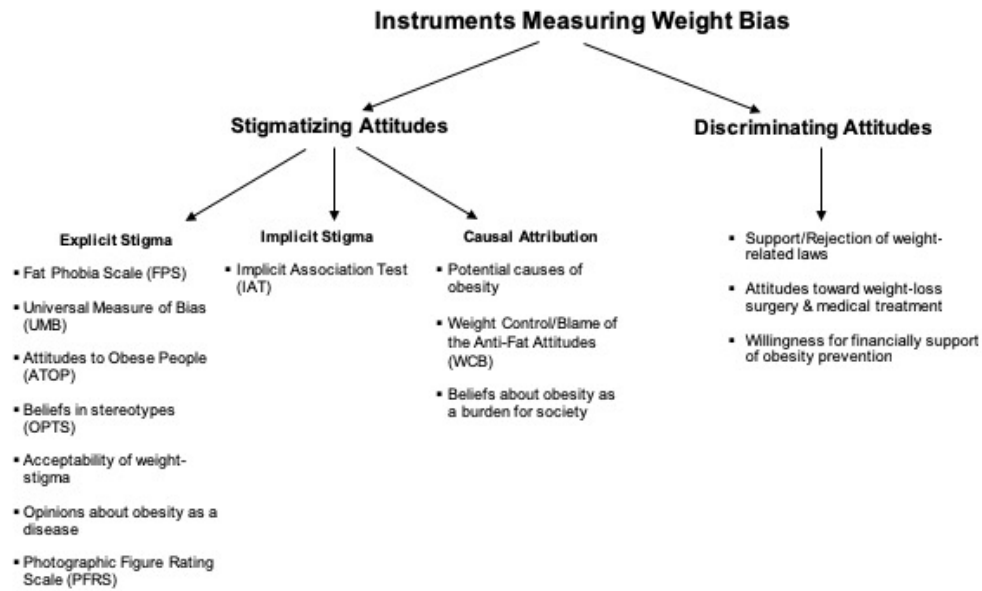 Instruments Measuring Weight Bias
Stigmatizing Attitudes
Discriminating Attitudes
Explicit Stigma
▪ Fat Phobia Scale (FPS)
▪ Universal Measure of Bias
(UMB)
▪ Attitudes to Obese People
(ATOP)
▪ Beliefs in stereotypes
(OPTS)
▪ Acceptability of weight-
stigma
▪ Opinions about obesity as a
disease
▪ Photographic Figure Rating
Scale (PFRS)
Implicit Stigma
▪ Implicit Association Test
(IAT)
Causal Attribution
▪ Potential causes of
obesity
▪ Weight Control/Blame of
the Anti-Fat Attitudes
(WCB)
▪ Beliefs about obesity as
a burden for society
▪ Support/Rejection of weight-
related laws
▪ Attitudes toward weight-loss
surgery & medical treatment
▪ Willingness for financially support
of obesity prevention